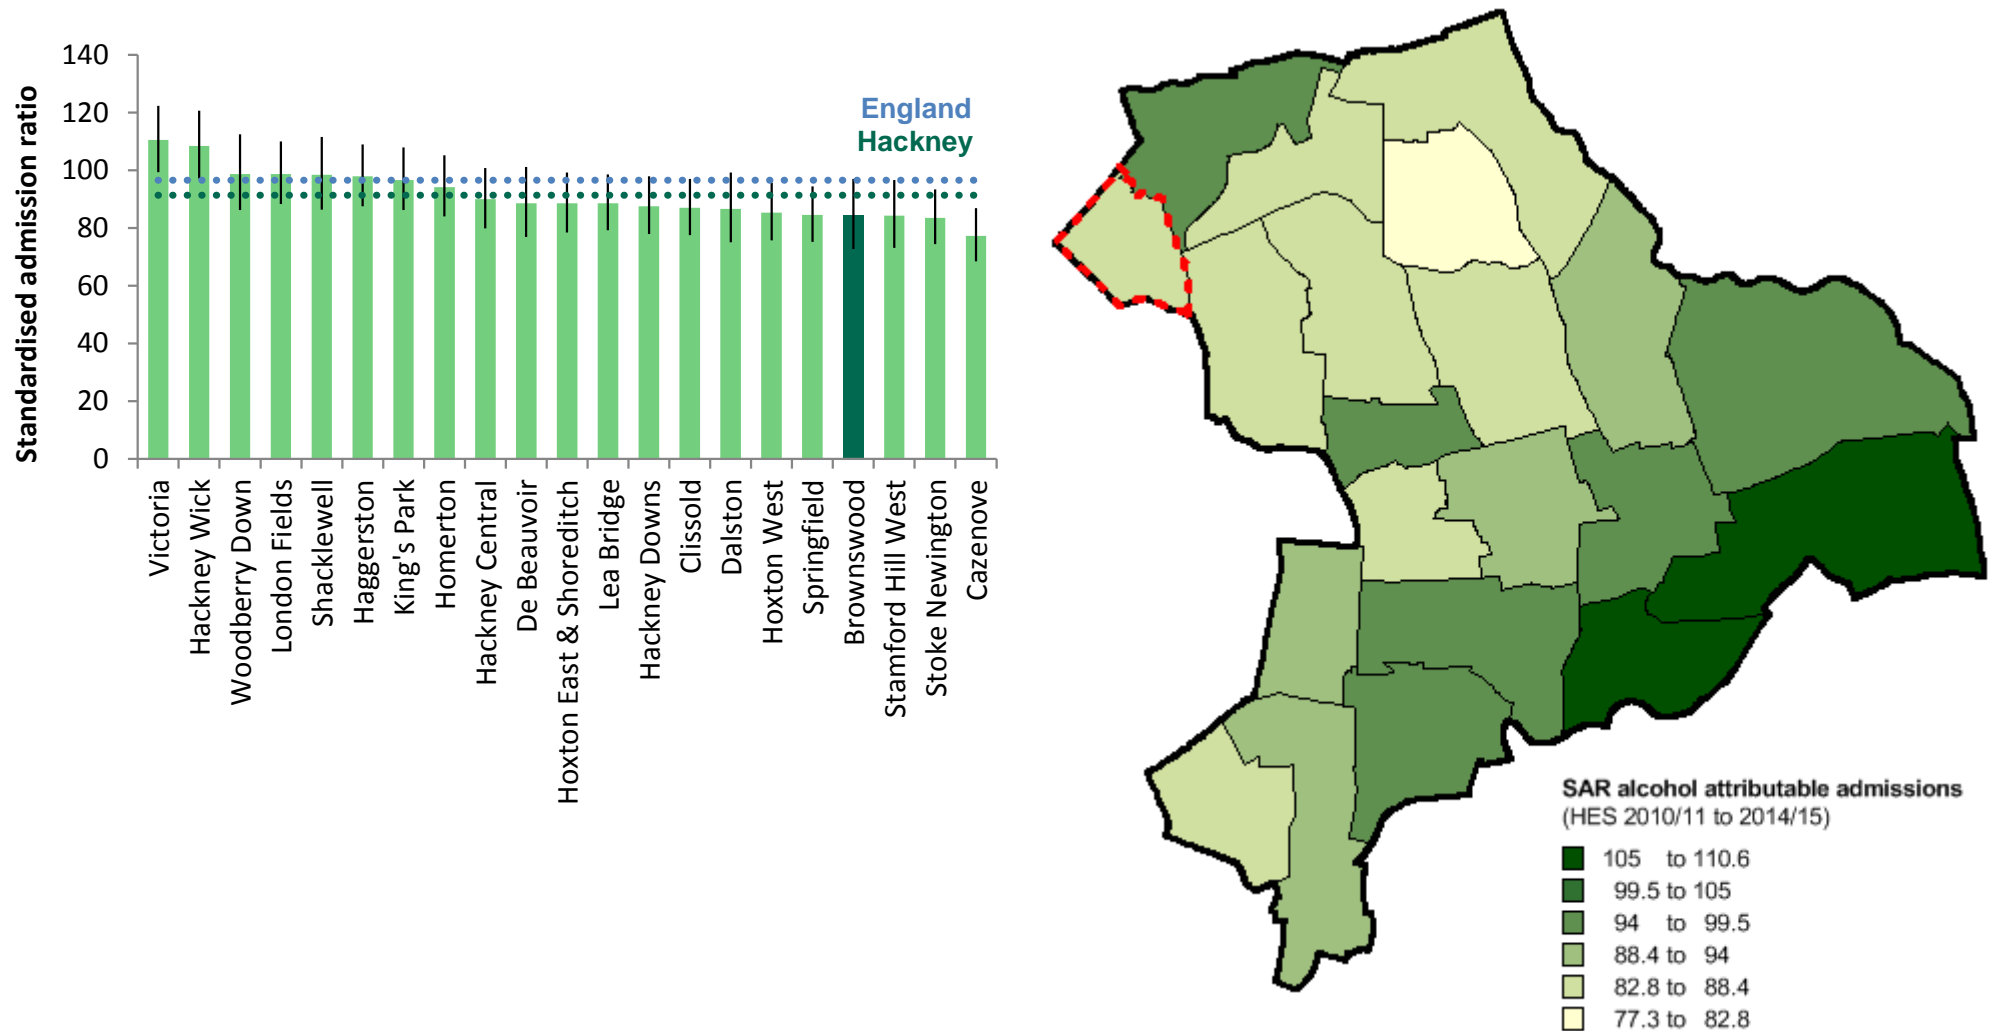 Standardised admission ratio
140
120
100
80
60
40
20
0
England
Hackney
Victoria
Hackney Wick
Woodberry Down
London Fields
Shacklewell
Haggerston
King's Park
Homerton
Hackney Central
De Beauvoir
Hoxton East & Shoreditch
Lea Bridge
Hackney Downs
Clissold
Dalston
Hoxton West
Springfield
Brownswood
Stamford Hill West
Stoke Newington
Cazenove
SAR alcohol attributable admissions
(HES 2010/11 to 2014/15)
105 to 110.6
99.5 to 105
94 to 99.5
88.4 to 94
82.8 to 88.4
77.3 to 82.8